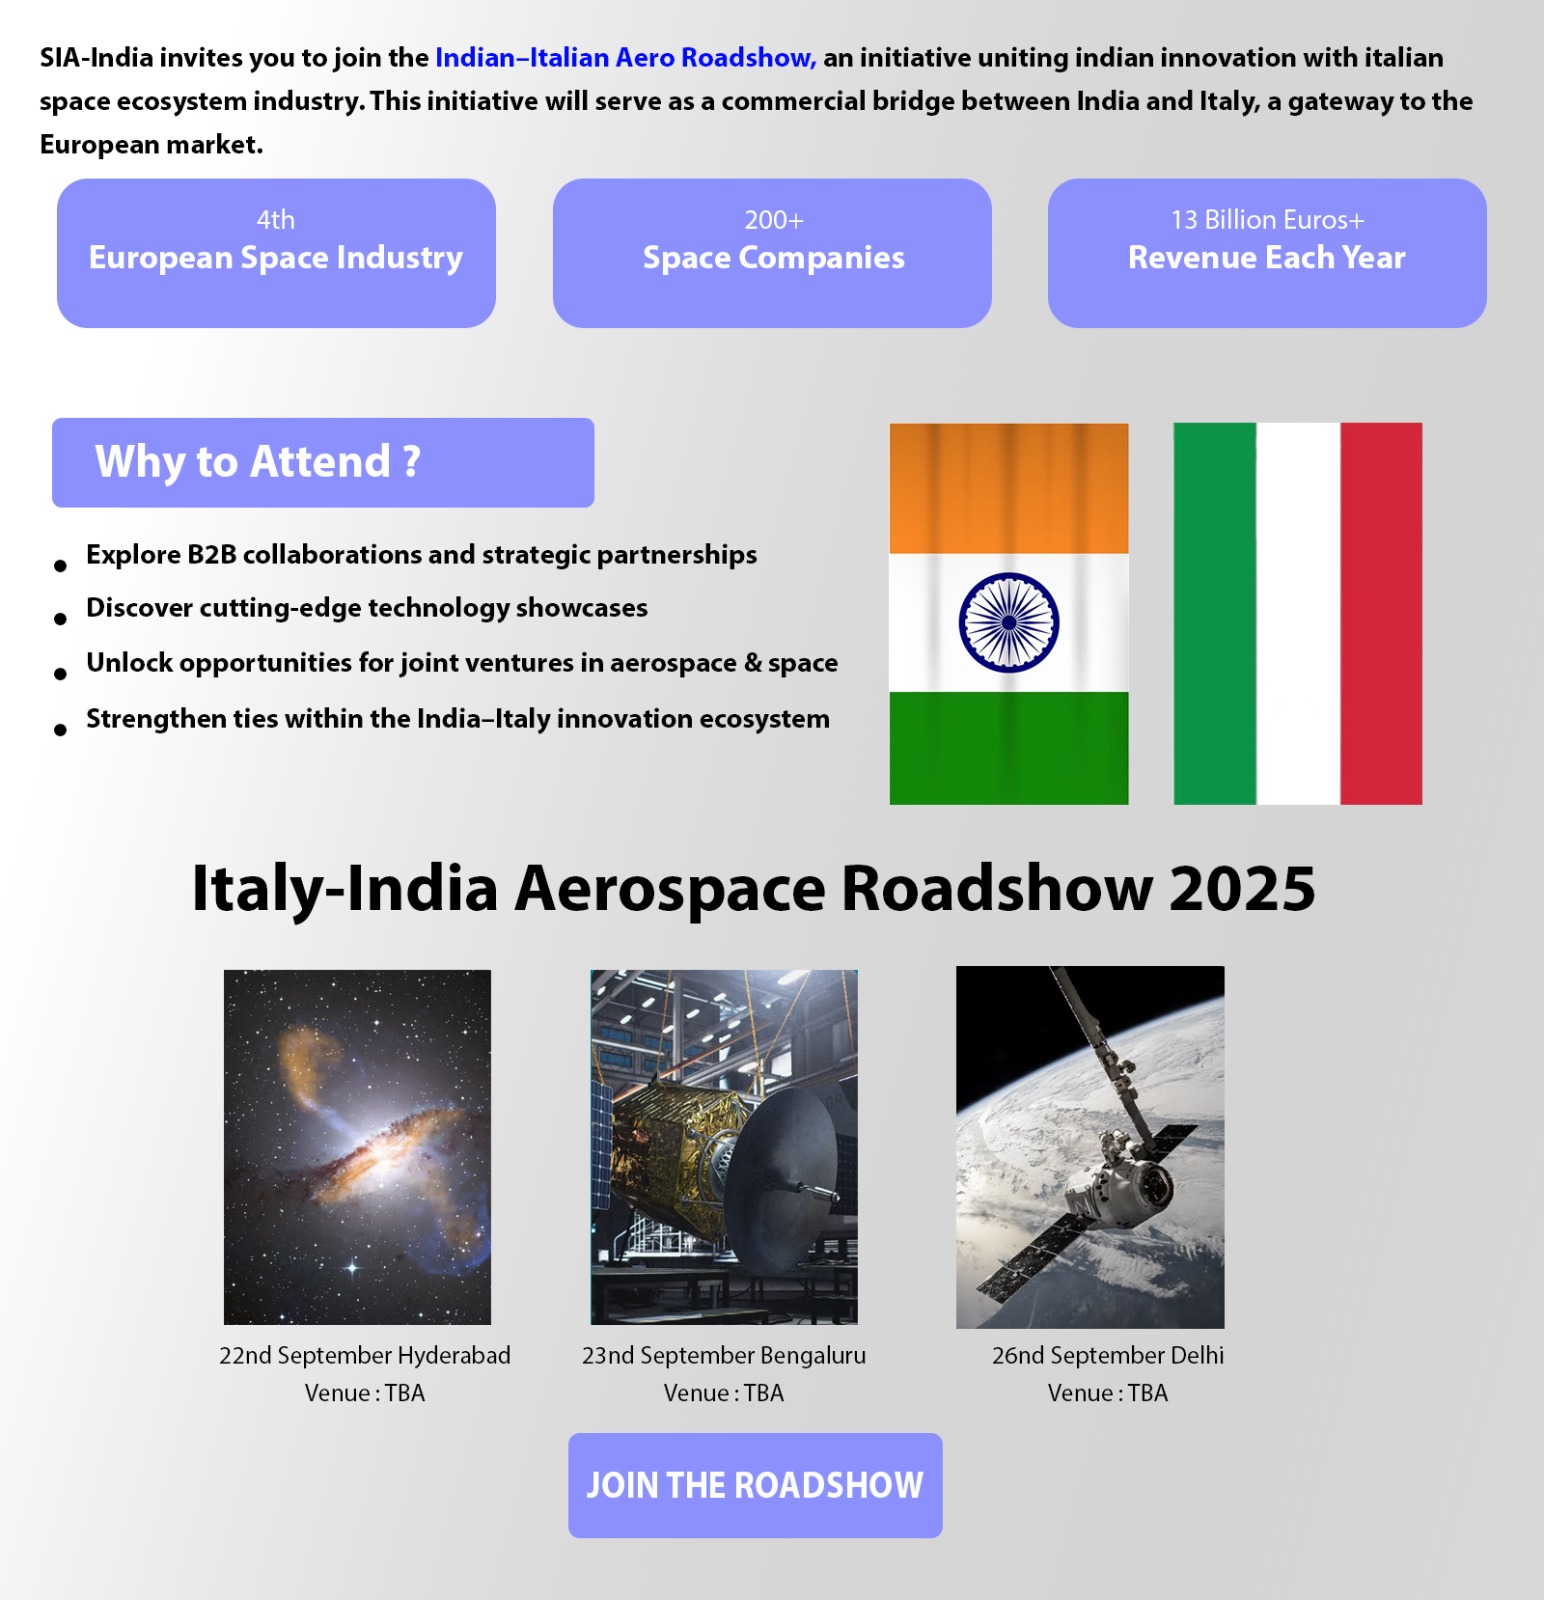 SIA-India invites you to join the Indian–Italian Aero Roadshow, an initiative uniting indian innovation with italian
space ecosystem industry. This initiative will serve as a commercial bridge between India and Italy, a gateway to the
European market.
4th
European Space Industry
200+
Space Companies
13 Billion Euros+
Revenue Each Year
Why to Attend ?
• Explore B2B collaborations and strategic partnerships
• Discover cutting-edge technology showcases
• Unlock opportunities for joint ventures in aerospace & space
• Strengthen ties within the India–Italy innovation ecosystem
Italy-India Aerospace Roadshow 2025
22nd September Hyderabad
Venue : TBA
23nd September Bengaluru
Venue : TBA
26nd September Delhi
Venue : TBA
JOIN THE ROADSHOW